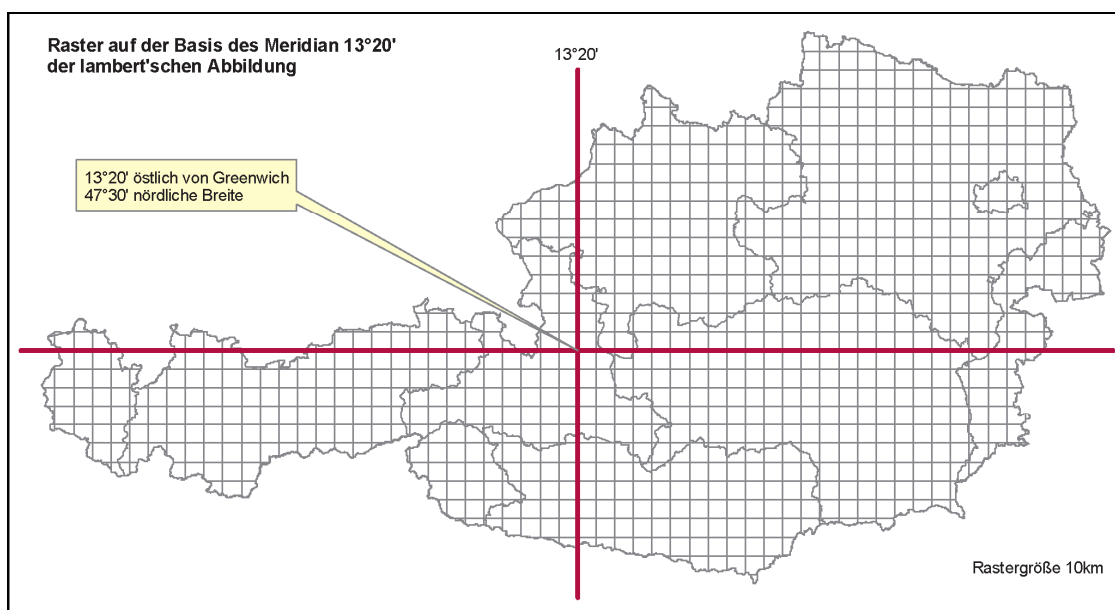 Raster auf der Basis des Meridian 13°20'
der lambert'schen Abbildung
13°20'
13°20' östlich von Greenwich
47°30' nördliche Breite
Rastergröße 10km